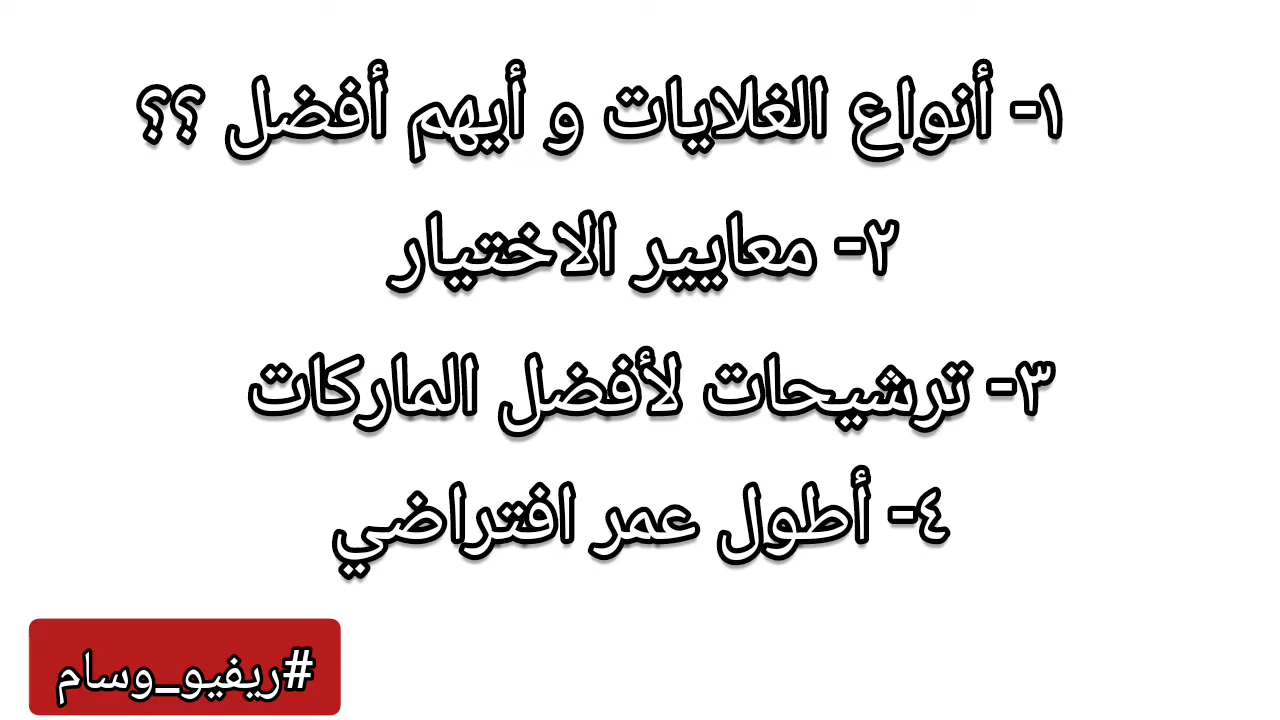 ١- أنواع الغلايات و أيهم أفضل ؟؟
٢- معايير الاختيار
٣- ترشيحات لأفضل الماركات
٤- أطول عمر افتراضي
#ريفيو_وسام